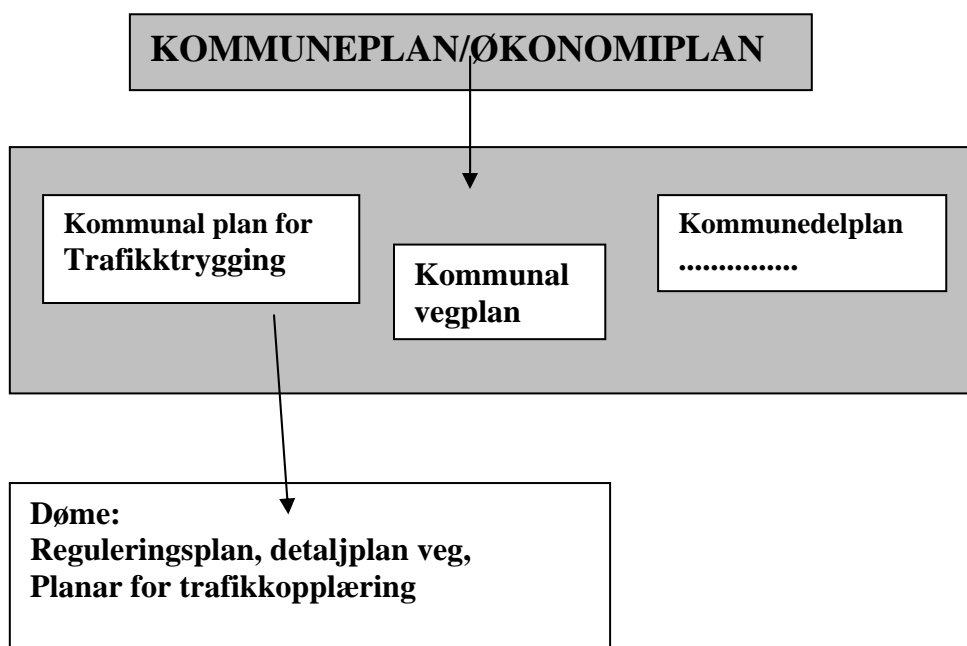 KOMMUNEPLAN/ØKONOMIPLAN
Kommunal plan for
Trafikktrygging
Kommunal
vegplan
Kommunedelplan
...............
Døme:
Reguleringsplan, detaljplan veg,
Planar for trafikkopplæring